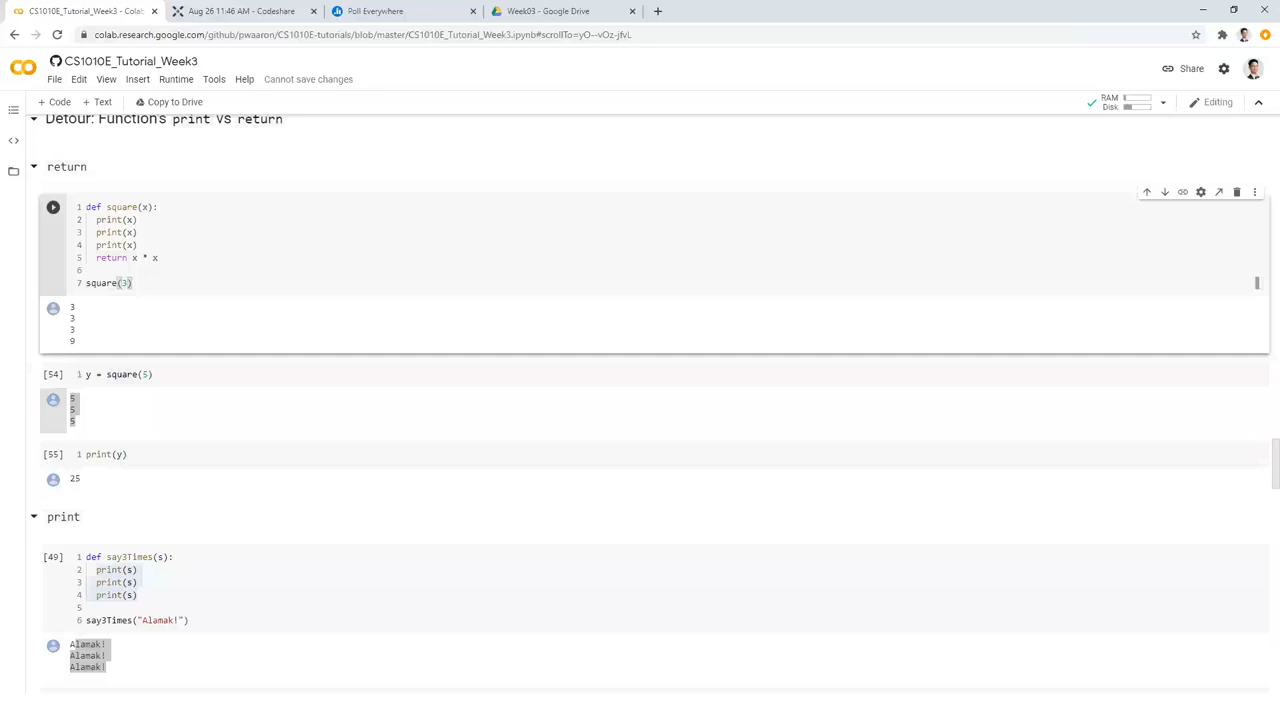 CS1010E_Tutorial_Week3 - Colab
Aug 26 11:46 AM - Codeshare
Poll Everywhere
Week03 - Google Drive
colab.research.google.com/github/pwaaron/CS1010E-tutorials/blob/master/CS1010E_Tutorial_Week3.ipynb#scrollTo=yO--vOz-jfvL
CS1010E_Tutorial_Week3
Share
File Edit View Insert Runtime Tools Help Cannot save changes
+ Code + Text Copy to Drive
RAM
Disk
Editing
Detour: Function's print vs return
return
1 def square(x):
2 print(x)
3 print(x)
4 print(x)
5 return x * x
6
7 square(3)
3
3
3
9
[54] 1 y = square(5)
5
5
5
[55] 1 print(y)
25
print
[49] 1 def say3Times(s):
2 print(s)
3 print(s)
4 print(s)
5
6 say3Times("Alamak!")
Alamak!
Alamak!
Alamak!